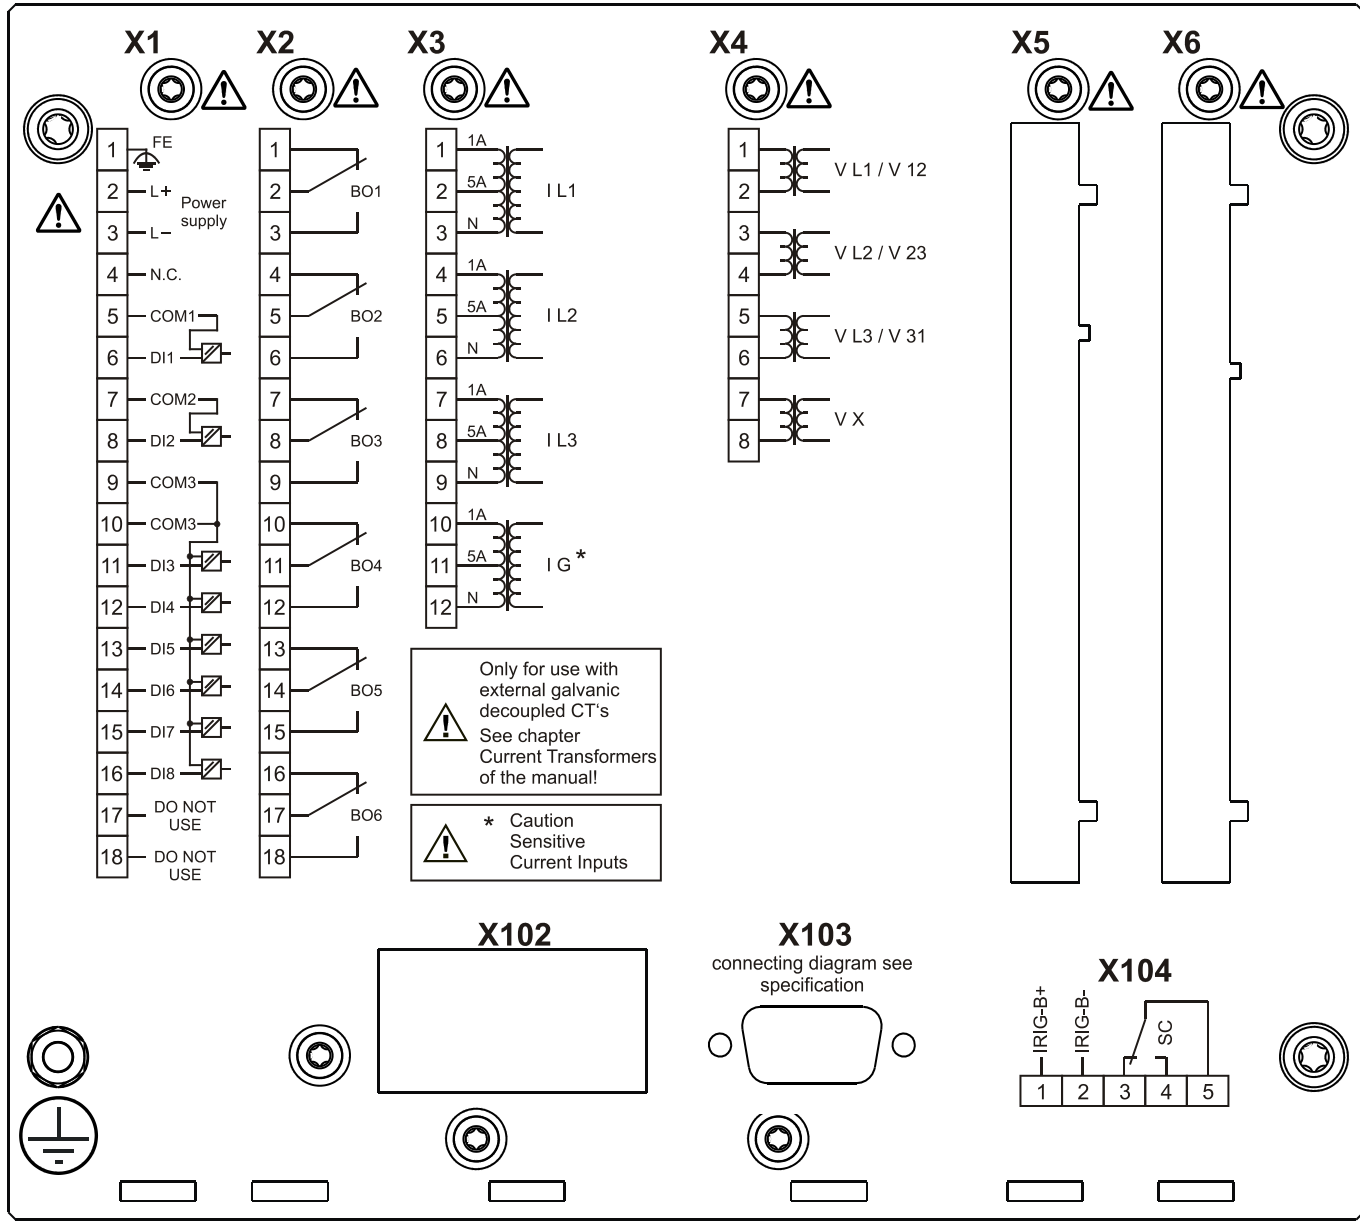 X1
X2
X3
X4
X5
X6
1 FE
2 L+
Power
supply
3 L–
4 N.C.
5 COM1
6 DI1
7 COM2
8 DI2
9 COM3
10 COM3
11 DI3
12 DI4
13 DI5
14 DI6
15 DI7
16 DI8
17 DO NOT
USE
18 DO NOT
USE
1
2 BO1
3
4
5 BO2
6
7
8 BO3
9
10
11 BO4
12
13
14 BO5
15
16
17 BO6
18
1 1A
2 5A I L1
3 N
4 1A
5 5A I L2
6 N
7 1A
8 5A I L3
9 N
10 1A
11 5A I G *
12 N
Only for use with
external galvanic
decoupled CT‘s
See chapter
Current Transformers
of the manual!
* Caution
Sensitive
Current Inputs
1
V L1 / V 12
2
3
V L2 / V 23
4
5
V L3 / V 31
6
7
V X
8
X102
X103
connecting diagram see
specification
X104
IRIG-B+
IRIG-B-
SC
1 2 3 4 5